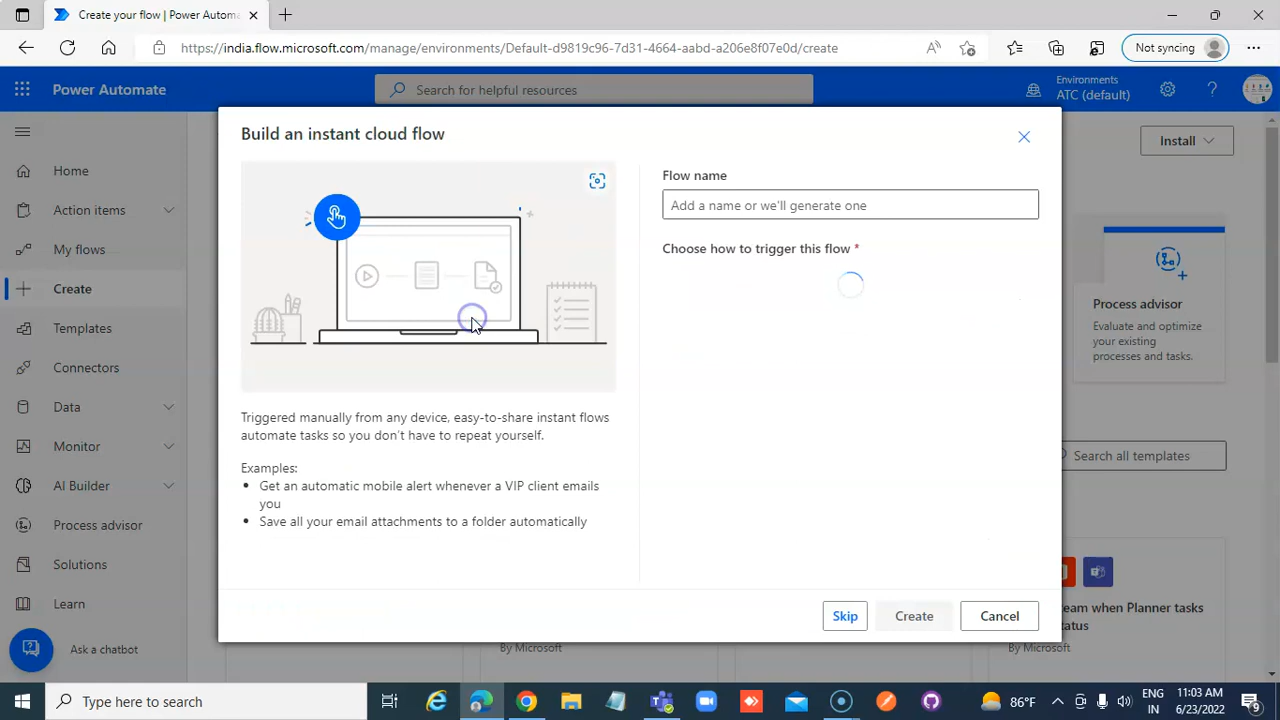 Create your flow | Power Automa
https://india.flow.microsoft.com/manage/environments/Default-d9819c96-7d31-4664-aabd-a206e8f07e0d/create
Not syncing
Power Automate
Search for helpful resources
Environments
ATC (default)
Build an instant cloud flow
Install
Home
Action items
My flows
Create
Templates
Connectors
Data
Monitor
AI Builder
Process advisor
Solutions
Learn
Ask a chatbot
Triggered manually from any device, easy-to-share instant flows
automate tasks so you don't have to repeat yourself.
Examples:
Get an automatic mobile alert whenever a VIP client emails
you
Save all your email attachments to a folder automatically
Flow name
Add a name or we'll generate one
Choose how to trigger this flow *
Skip
Create
Cancel
Process advisor
Evaluate and optimize
your existing
processes and tasks.
Search all templates
eam when Planner tasks
tatus
By Microsoft
By Microsoft
Type here to search
86°F
ENG
IN
11:03 AM
6/23/2022
9